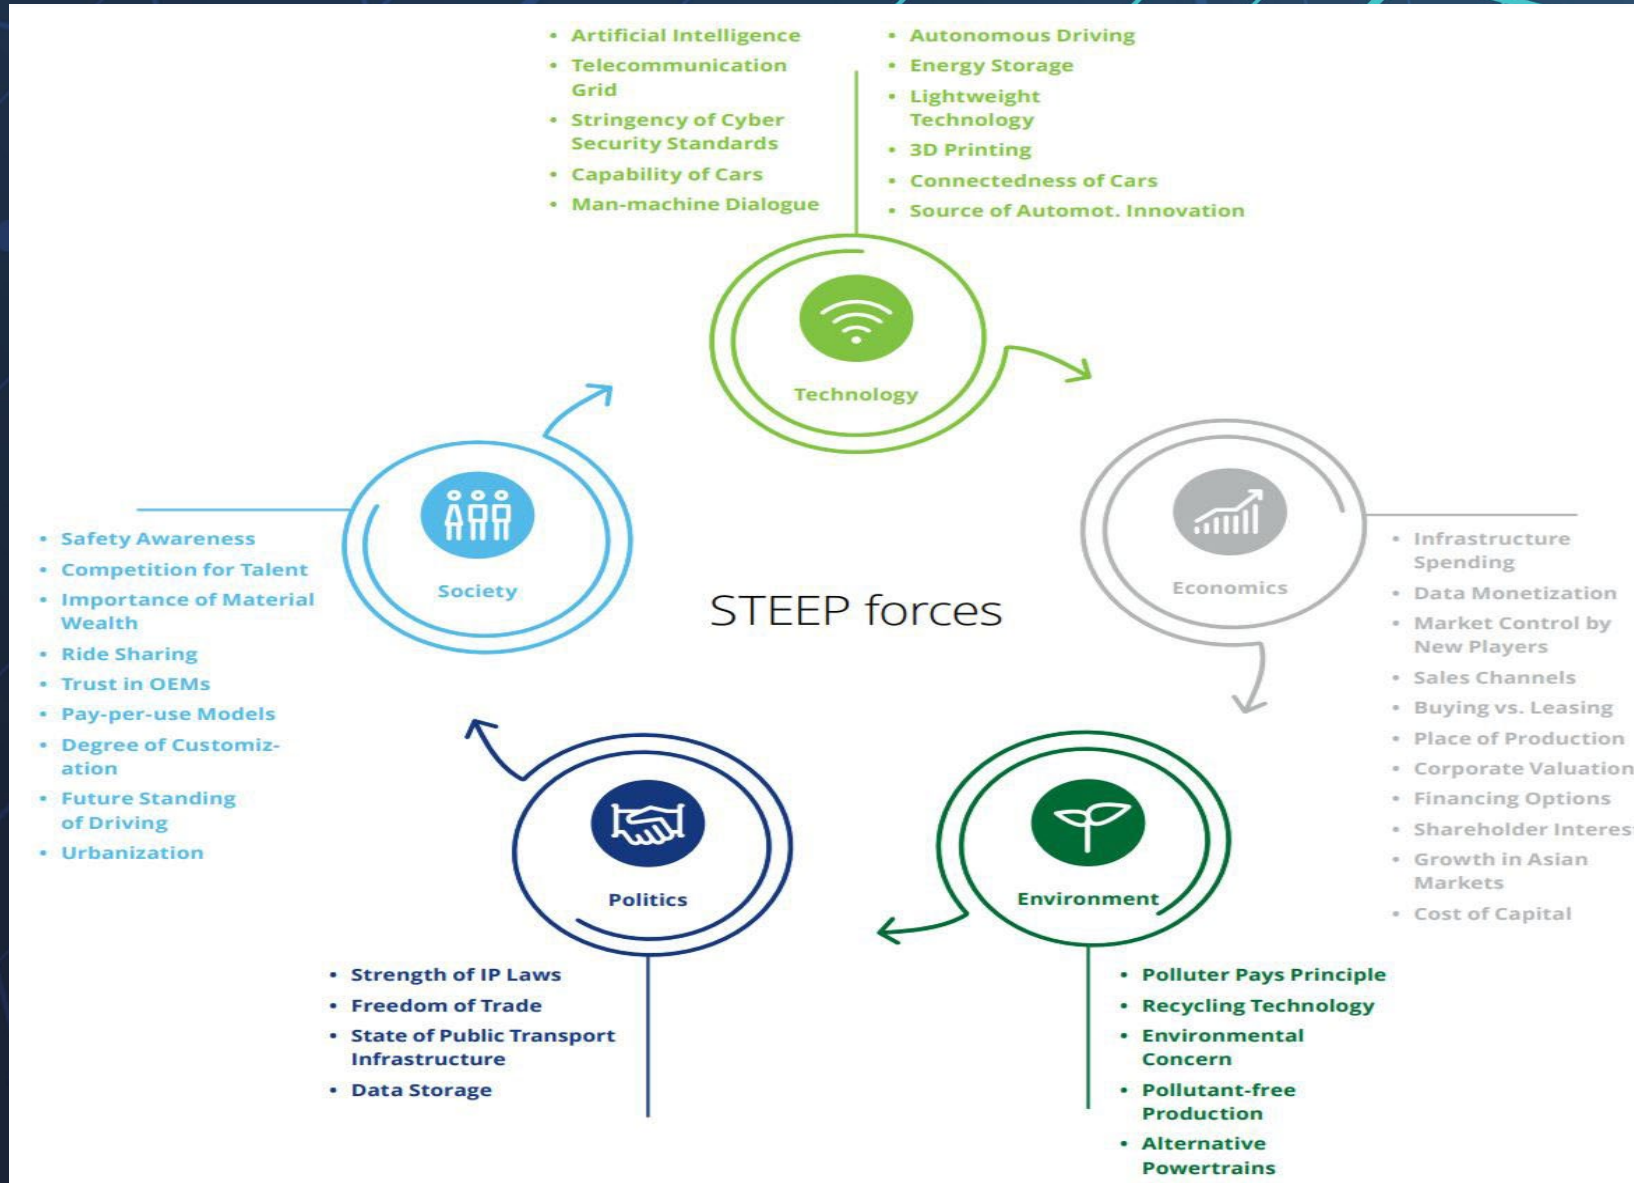 • Artificial Intelligence
• Telecommunication
Grid
• Stringency of Cyber
Security Standards
• Capability of Cars
• Man-machine Dialogue
• Autonomous Driving
• Energy Storage
• Lightweight
Technology
• 3D Printing
• Connectedness of Cars
• Source of Automot. Innovation
Technology
Society
• Safety Awareness
• Competition for Talent
• Importance of Material
Wealth
• Ride Sharing
• Trust in OEMs
• Pay-per-use Models
• Degree of Customiz-
ation
• Future Standing
of Driving
• Urbanization
STEEP forces
Economics
• Infrastructure
Spending
• Data Monetization
• Market Control by
New Players
• Sales Channels
• Buying vs. Leasing
• Place of Production
• Corporate Valuation
• Financing Options
• Shareholder Interest
• Growth in Asian
Markets
• Cost of Capital
Politics
• Strength of IP Laws
• Freedom of Trade
• State of Public Transport
Infrastructure
• Data Storage
Environment
• Polluter Pays Principle
• Recycling Technology
• Environmental
Concern
• Pollutant-free
Production
• Alternative
Powertrains